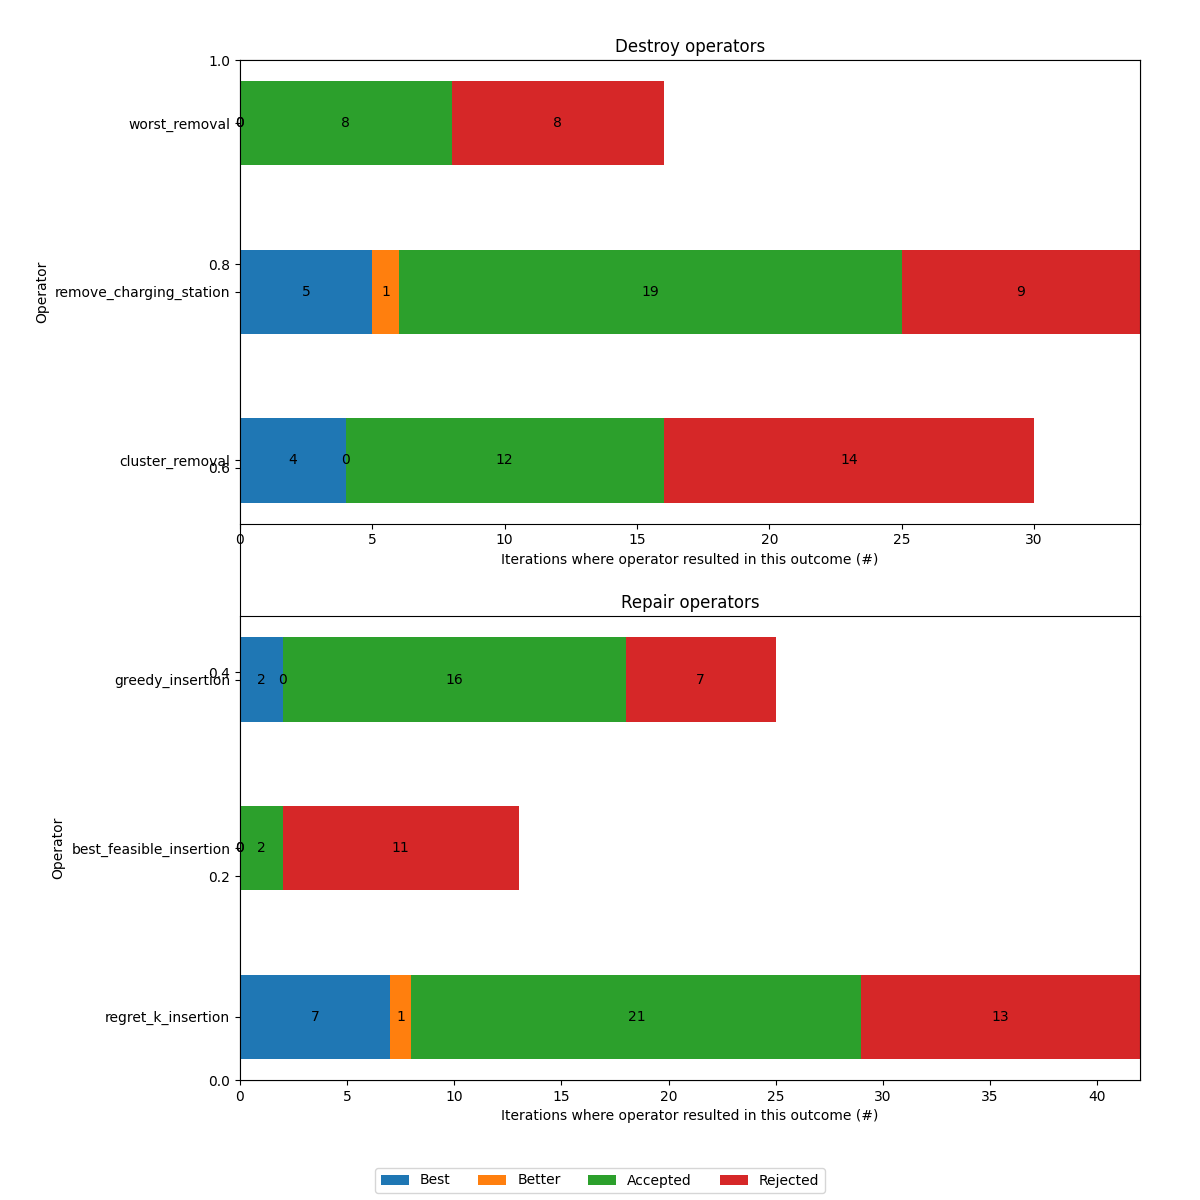 Destroy operators
1.0
worst_removal 0 0 8 8
0.8
Operator
remove_charging_station 5 1 19 9
cluster_removal 4 0 12 14
0.6
0 5 10 15 20 25 30
Iterations where operator resulted in this outcome (#)
Repair operators
0.4
greedy_insertion 2 0 16 7
Operator
best_feasible_insertion 0 0 2 11
0.2
regret_k_insertion 7 1 21 13
0.0
0 5 10 15 20 25 30 35 40
Iterations where operator resulted in this outcome (#)
Best Better Accepted Rejected